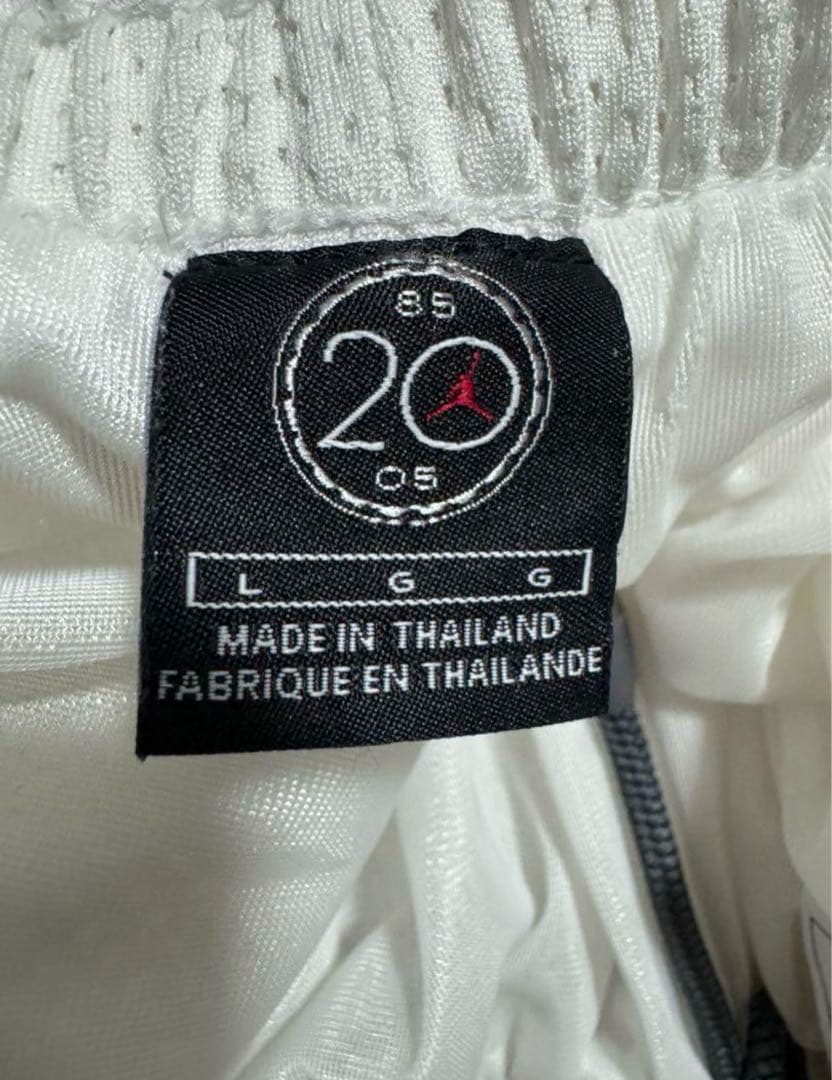 85
20
05
L G G
MADE IN THAILAND
FABRIQUE EN THAILANDE